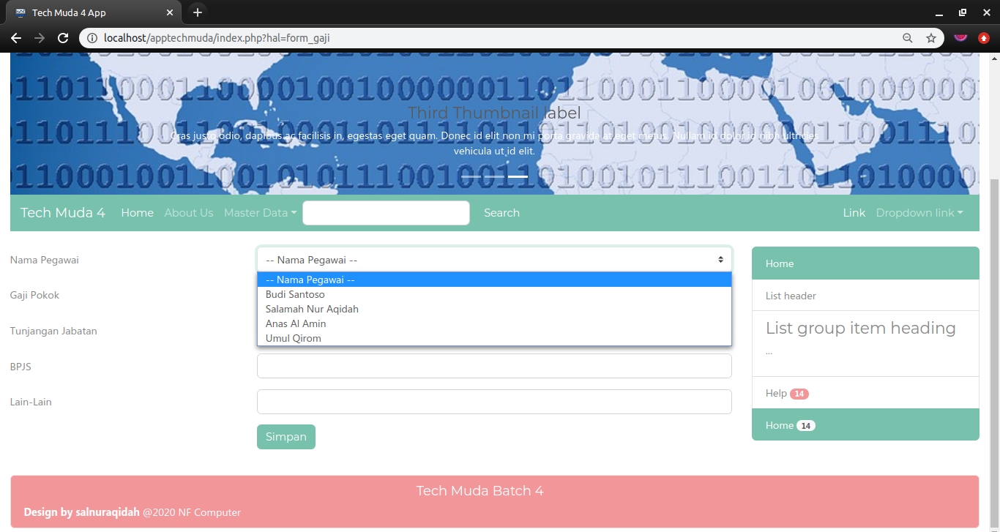 Tech Muda 4 App
localhost/apptechmuda/index.php?hal=form_gaji
Third Thumbnail label
Cras justo odio, dapibus ac facilisis in, egestas eget quam. Donec id elit non mi porta gravida at eget metus. Nullam id dolor id nibh ultricies
vehicula ut id elit.
Tech Muda 4 Home About Us Master Data Search Link Dropdown link
Nama Pegawai
-- Nama Pegawai --
-- Nama Pegawai --
Budi Santoso
Salamah Nur Aqidah
Anas Al Amin
Umul Qirom
Gaji Pokok
Tunjangan Jabatan
BPJS
Lain-Lain
Simpan
Home
List header
List group item heading
...
Help 14
Home 14
Tech Muda Batch 4
Design by salnuraqidah @2020 NF Computer